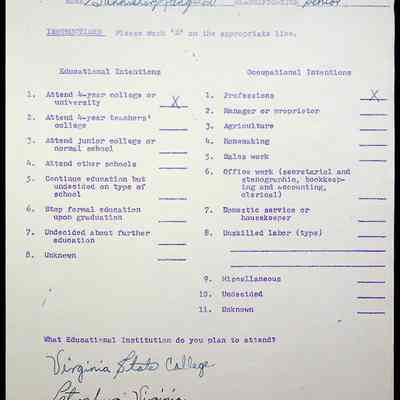 CLASSIFICATION Senior
INSTRUCTIONS Please mark "X" on the appropriate line.
Educational Intentions
1. Attend 4-year college or
university X
2. Attend 4-year teachers'
college
3. Attend junior college or
normal school
4. Attend other schools
5. Continue education but
undecided on type of
school
6. Stop formal education
upon graduation
7. Undecided about further
education
8. Unknown
Occupational Intentions
1. Professions X
2. Manager or proprietor
3. Agriculture
4. Homemaking
5. Sales work
6. Office work (secretarial and
stenographic, bookkeep-
ing and accounting,
clerical)
7. Domestic service or
housekeeper
8. Unskilled labor (type)
9. Miscellaneous
10. Undecided
11. Unknown
What Educational Institution do you plan to attend?
Virginia State College
Petersburg, Virginia